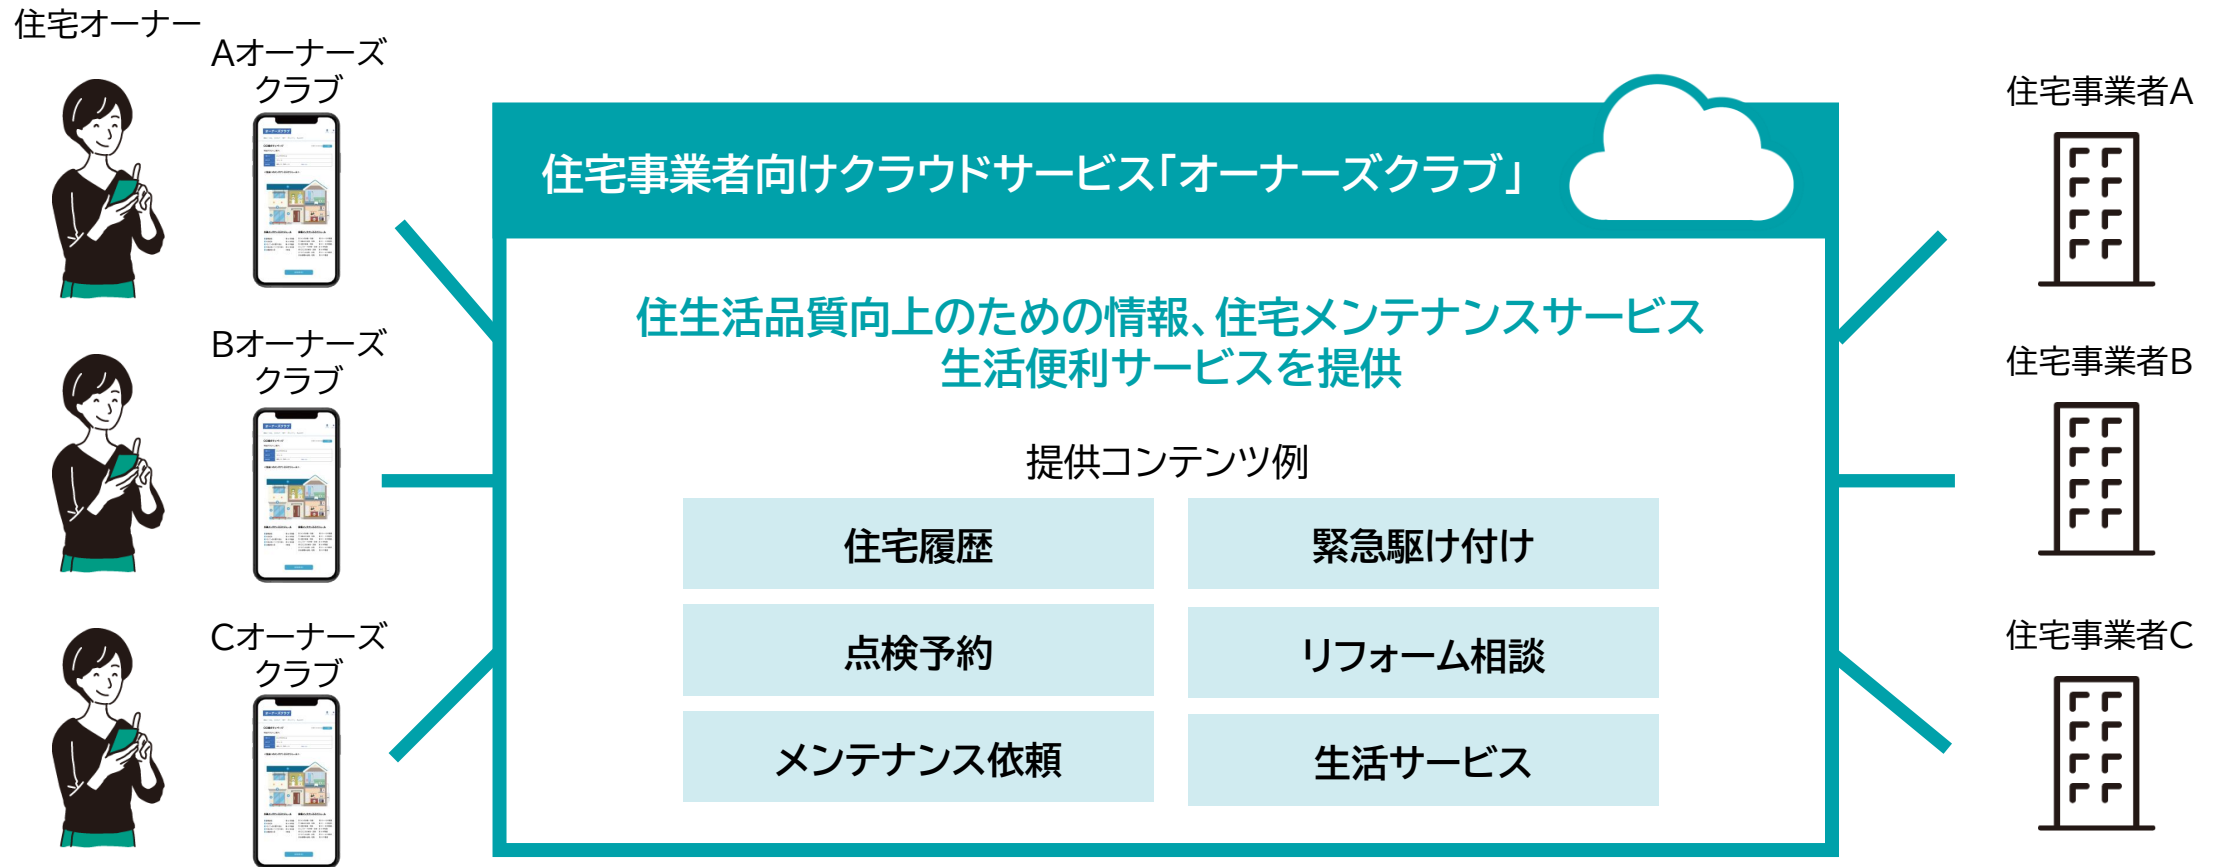 住宅オーナー
Aオーナーズ
クラブ
Bオーナーズ
クラブ
Cオーナーズ
クラブ
住宅事業者向けクラウドサービス「オーナーズクラブ」
住生活品質向上のための情報、住宅メンテナンスサービス
生活便利サービスを提供
提供コンテンツ例
住宅履歴
緊急駆け付け
点検予約
リフォーム相談
メンテナンス依頼
生活サービス
住宅事業者A
住宅事業者B
住宅事業者C